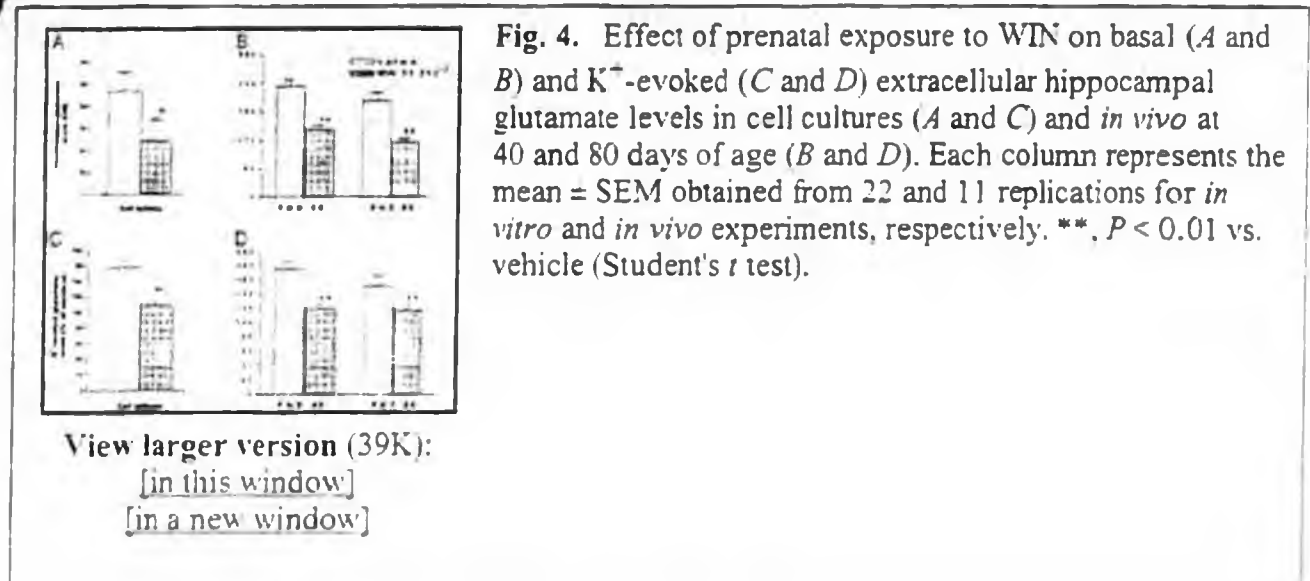 A
B
C
D
Fig. 4. Effect of prenatal exposure to WIN on basal (A and
B) and K⁺-evoked (C and D) extracellular hippocampal
glutamate levels in cell cultures (A and C) and in vivo at
40 and 80 days of age (B and D). Each column represents the
mean ± SEM obtained from 22 and 11 replications for in
vitro and in vivo experiments, respectively. **, P < 0.01 vs.
vehicle (Student's t test).
View larger version (39K):
[in this window]
[in a new window]